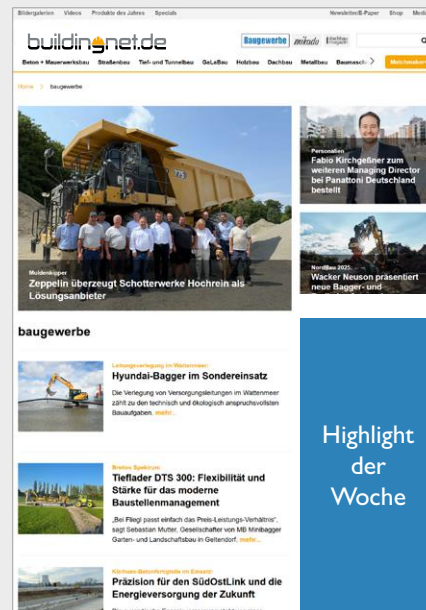 Bildergalerien Videos Produkte des Jahres Specials Newsletter/E-Paper Shop
buildingnet.de
Baugewerbe mikado
Beton + Mauerwerksbau Straßenbau Tief- und Tunnelbau GaLaBau Holzbau Dachbau Metallbau Baumasch >
Home > baugewerbe
Muldenkipper
Zeppelin überzeugt Schotterwerke Hochrein als
Lösungsanbieter
Personalien
Fabio Kirchgeßner zum
weiteren Managing Director
bei Panattoni Deutschland
bestellt
NordBau 2025
Wacker Neuson präsentiert
neue Bagger- und
baugewerbe
Leitungsverlegung im Wattenmeer
Hyundai-Bagger im Sondereinsatz
Die Verlegung von Versorgungsleitungen im Wattenmeer
zählt zu den technisch und ökologisch anspruchsvollsten
Bauaufgaben. mehr...
Breites Spektrum
Tieflader DTS 300: Flexibilität und
Stärke für das moderne
Baustellenmanagement
„Bei Fliegl passt einfach das Preis-Leistungs-Verhältnis“,
sagt Sebastian Mutter, Gesellschafter von MB Minibagger
Garten- und Landschaftsbau in Geltendorf. mehr...
Präzision für den SüdOstLink und die
Energieversorgung der Zukunft
Highlight
der
Woche